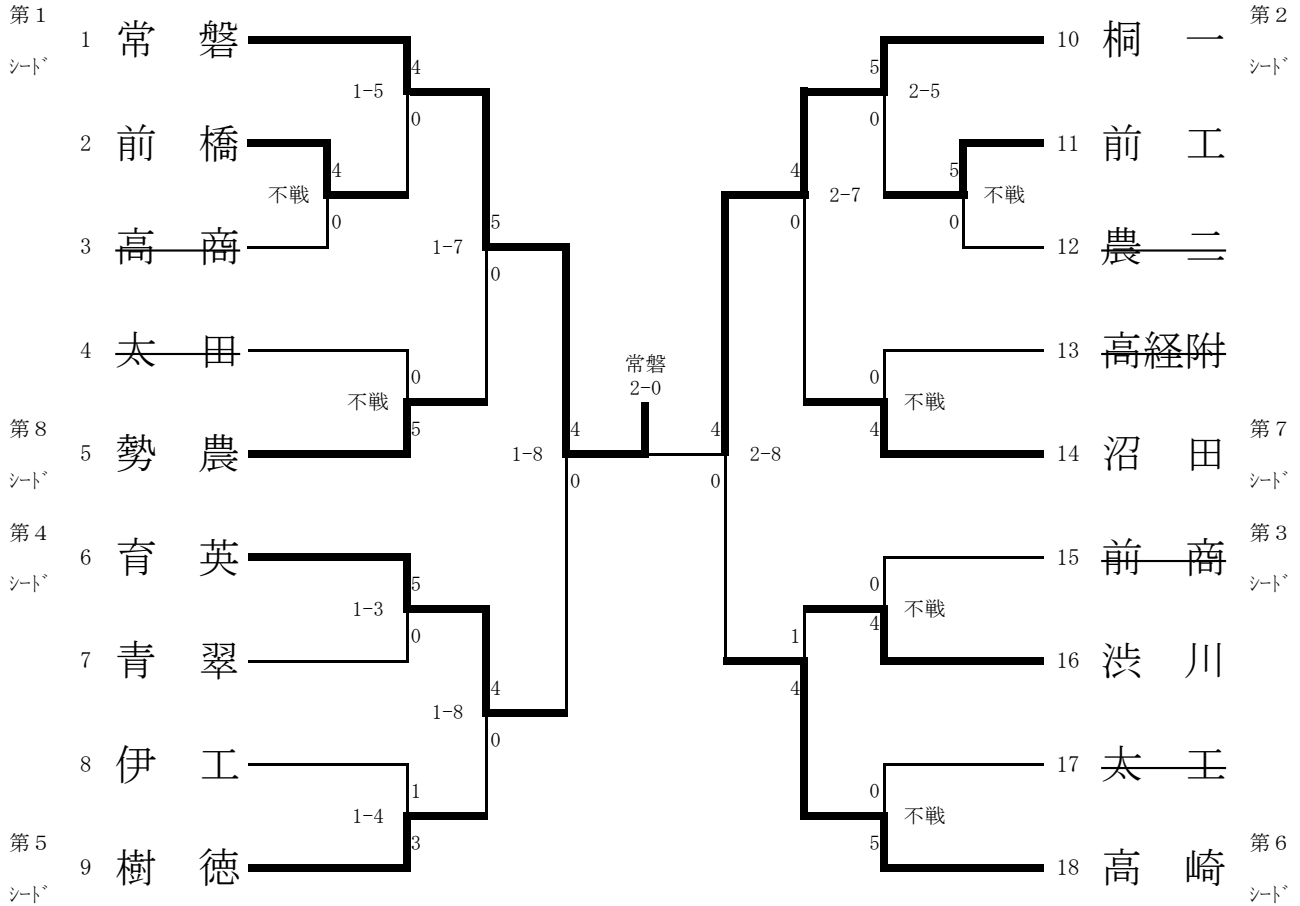 第1
シード
1 常 磐
4
1-5
0
2 前 橋
4
不戦
0
3 高 商
5
1-7
0
4 太 田
0
不戦
5
第8
シード
5 勢 農
4
1-8
0
第4
シード
6 育 英
5
1-3
0
7 青 翠
4
1-8
0
8 伊 工
1
1-4
3
第5
シード
9 樹 徳
常磐
2-0
第2
シード
10 桐 一
5
2-5
0
11 前 工
5
不戦
0
12 農 二
4
2-7
0
13 高経附
0
不戦
4
第7
シード
14 沼 田
4
2-8
0
第3
シード
15 前 商
0
不戦
4
16 渋 川
1
4
17 太 工
0
不戦
5
第6
シード
18 高 崎